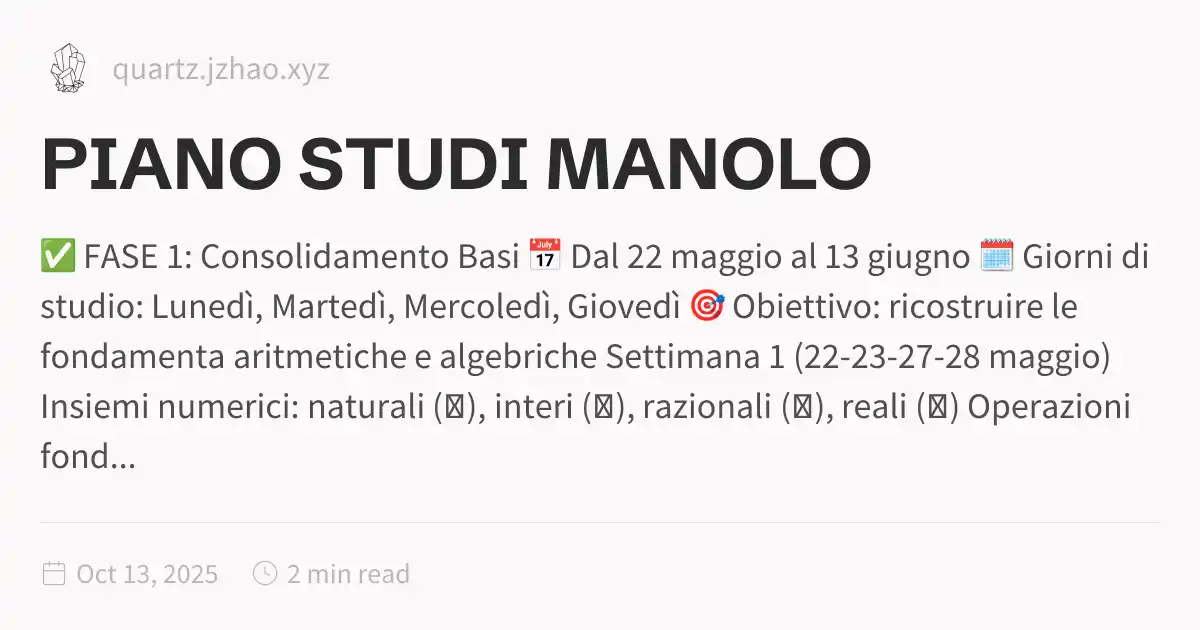 quartz.jzhao.xyz
PIANO STUDI MANOLO
✅ FASE 1: Consolidamento Basi 📅 Dal 22 maggio al 13 giugno 🗓️ Giorni di
studio: Lunedì, Martedì, Mercoledì, Giovedì 🎯 Obiettivo: ricostruire le
fondamenta aritmetiche e algebriche Settimana 1 (22-23-27-28 maggio)
Insiemi numerici: naturali (), interi (), razionali (), reali () Operazioni
fond...
Oct 13, 2025 2 min read